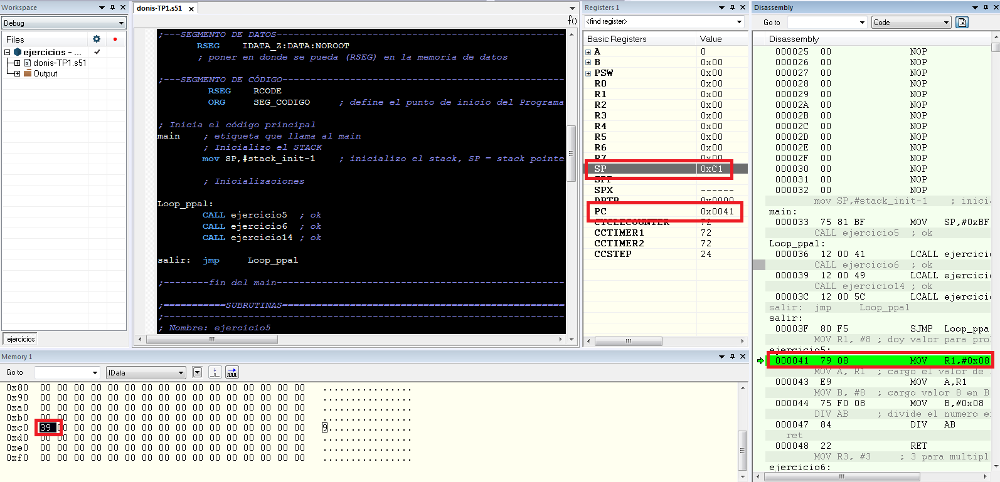 Workspace
Debug
Files
ejercicios - ...
donis-TP1.s51
Output
ejercicios
donis-TP1.s51
f()
;---SEGMENTO DE DATOS---
RSEG IDATA_Z:DATA:NOROOT
; poner en donde se pueda (RSEG) en la memoria de datos
;---SEGMENTO DE CÓDIGO---
RSEG RCODE
ORG SEG_CODIGO ; define el punto de inicio del Programa
; Inicia el código principal
main ; etiqueta que llama al main
; Inicializo el STACK
mov SP,#stack_init-1 ; inicializo el stack, SP = stack pointe
; Inicializaciones
Loop_ppal:
CALL ejercicio5 ; ok
CALL ejercicio6 ; ok
CALL ejercicio14 ; ok
salir: jmp Loop_ppal
;--------fin del main---
;===========SUBRUTINAS===
; Nombre: ejercicio5
Registers 1
<find register>
Basic Registers Value
A 0
B 0x00
PSW 0x00
R0 0x00
R1 0x00
R2 0x00
R3 0x00
R4 0x00
R5 0x00
R6 0x00
R7 0x00
SP 0xC1
SPX ------
DPTR 0x0000
PC 0x0041
CYCLECOUNTER 72
CCTIMER1 72
CCTIMER2 72
CCSTEP 24
Disassembly
Go to Code
Disassembly
000025 00 NOP
000026 00 NOP
000027 00 NOP
000028 00 NOP
000029 00 NOP
00002A 00 NOP
00002B 00 NOP
00002C 00 NOP
00002D 00 NOP
00002E 00 NOP
00002F 00 NOP
000030 00 NOP
000031 00 NOP
000032 00 NOP
mov SP,#stack_init-1 ; inici
main:
000033 75 81 BF MOV SP,#0xBF
CALL ejercicio5 ; ok
Loop_ppal:
000036 12 00 41 LCALL ejercici
CALL ejercicio6 ; ok
000039 12 00 49 LCALL ejercici
CALL ejercicio14 ; ok
00003C 12 00 5C LCALL ejercici
salir: jmp Loop_ppal
salir:
00003F 80 F5 SJMP Loop_ppa
MOV R1, #8 ; doy valor para pro
ejercicio5:
000041 79 08 MOV R1,#0x08
MOV A, R1 ; cargo el valor de
000043 E9 MOV A,R1
MOV B, #8 ; cargo valor 8 en B
000044 75 F0 08 MOV B,#0x08
DIV AB ; divide el numero e
000047 84 DIV AB
ret
000048 22 RET
MOV R3, #3 ; 3 para multipl
ejercicio6:
Memory 1
Go to IData
0x80 00 00 00 00 00 00 00 00 00 00 00 00 00 00 00 00 ................
0x90 00 00 00 00 00 00 00 00 00 00 00 00 00 00 00 00 ................
0xa0 00 00 00 00 00 00 00 00 00 00 00 00 00 00 00 00 ................
0xb0 00 00 00 00 00 00 00 00 00 00 00 00 00 00 00 00 ................
0xc0 39 00 00 00 00 00 00 00 00 00 00 00 00 00 00 00 9...............
0xd0 00 00 00 00 00 00 00 00 00 00 00 00 00 00 00 00 ................
0xe0 00 00 00 00 00 00 00 00 00 00 00 00 00 00 00 00 ................
0xf0 00 00 00 00 00 00 00 00 00 00 00 00 00 00 00 00 ................